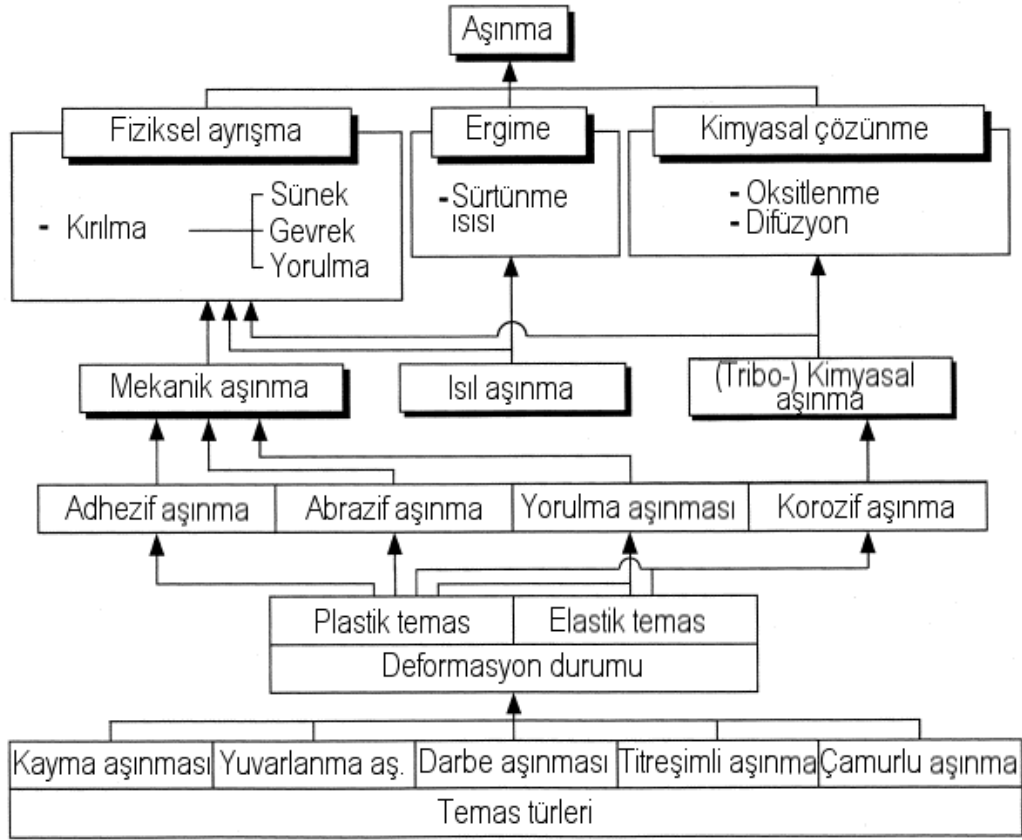 Aşınma
Fiziksel ayrışma
Ergime
Kimyasal çözünme
- Kırılma
Sünek
Gevrek
Yorulma
- Sürtünme
ısısı
- Oksitlenme
- Difüzyon
Mekanik aşınma
Isıl aşınma
(Tribo-) Kimyasal
aşınma
Adhezif aşınma
Abrazif aşınma
Yorulma aşınması
Korozif aşınma
Plastik temas
Elastik temas
Deformasyon durumu
Kayma aşınması
Yuvarlanma aş.
Darbe aşınması
Titreşimli aşınma
Çamurlu aşınma
Temas türleri